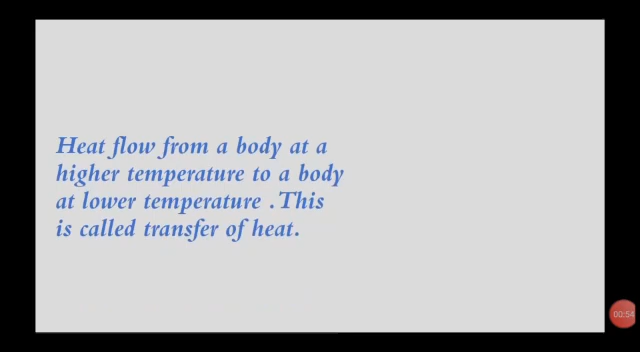 Heat flow from a body at a
higher temperature to a body
at lower temperature .This
is called transfer of heat.
00:54